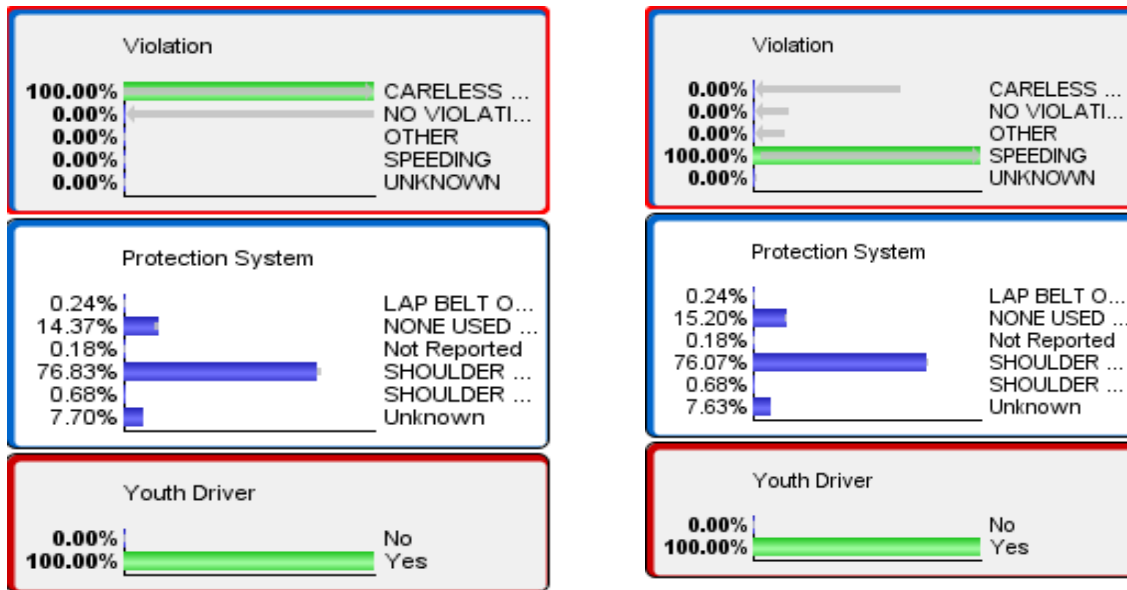 Violation
100.00% CARELESS ...
0.00% NO VIOLATI...
0.00% OTHER
0.00% SPEEDING
0.00% UNKNOWN
Protection System
0.24% LAP BELT O...
14.37% NONE USED ...
0.18% Not Reported
76.83% SHOULDER ...
0.68% SHOULDER ...
7.70% Unknown
Youth Driver
0.00% No
100.00% Yes
Violation
0.00% CARELESS ...
0.00% NO VIOLATI...
0.00% OTHER
100.00% SPEEDING
0.00% UNKNOWN
Protection System
0.24% LAP BELT O...
15.20% NONE USED ...
0.18% Not Reported
76.07% SHOULDER ...
0.68% SHOULDER ...
7.63% Unknown
Youth Driver
0.00% No
100.00% Yes